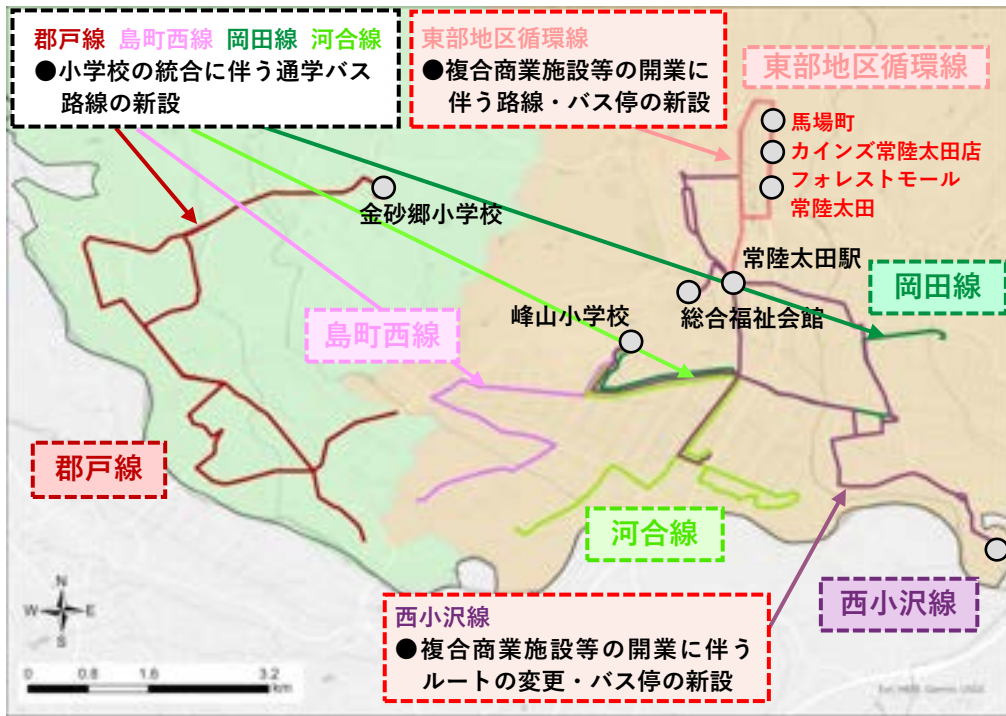 郡戸線 島町西線 岡田線 河合線
●小学校の統合に伴う通学バス
路線の新設
東部地区循環線
●複合商業施設等の開業に
伴う路線・バス停の新設
東部地区循環線
馬場町
カインズ常陸太田店
フォレストモール
常陸太田
金砂郷小学校
常陸太田駅
岡田線
総合福祉会館
峰山小学校
島町西線
郡戸線
河合線
西小沢線
西小沢線
●複合商業施設等の開業に伴う
ルートの変更・バス停の新設
N
W E
S
0 0.8 1.6 3.2
km
Esri, HERE, Garmin, USGS